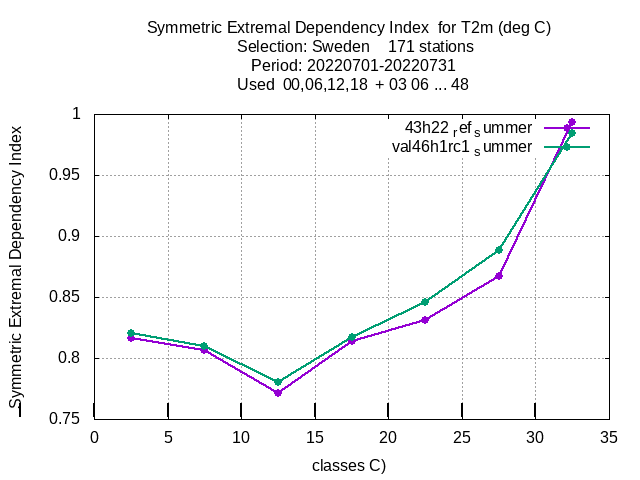 Symmetric Extremal Dependency Index for T2m (deg C)
Selection: Sweden 171 stations
Period: 20220701-20220731
Used 00,06,12,18 + 03 06 ... 48
Symmetric Extremal Dependency Index
1
0.95
0.9
0.85
0.8
0.75
43h22 ref summer
val46h1rc1 summer
0 5 10 15 20 25 30 35
classes C)